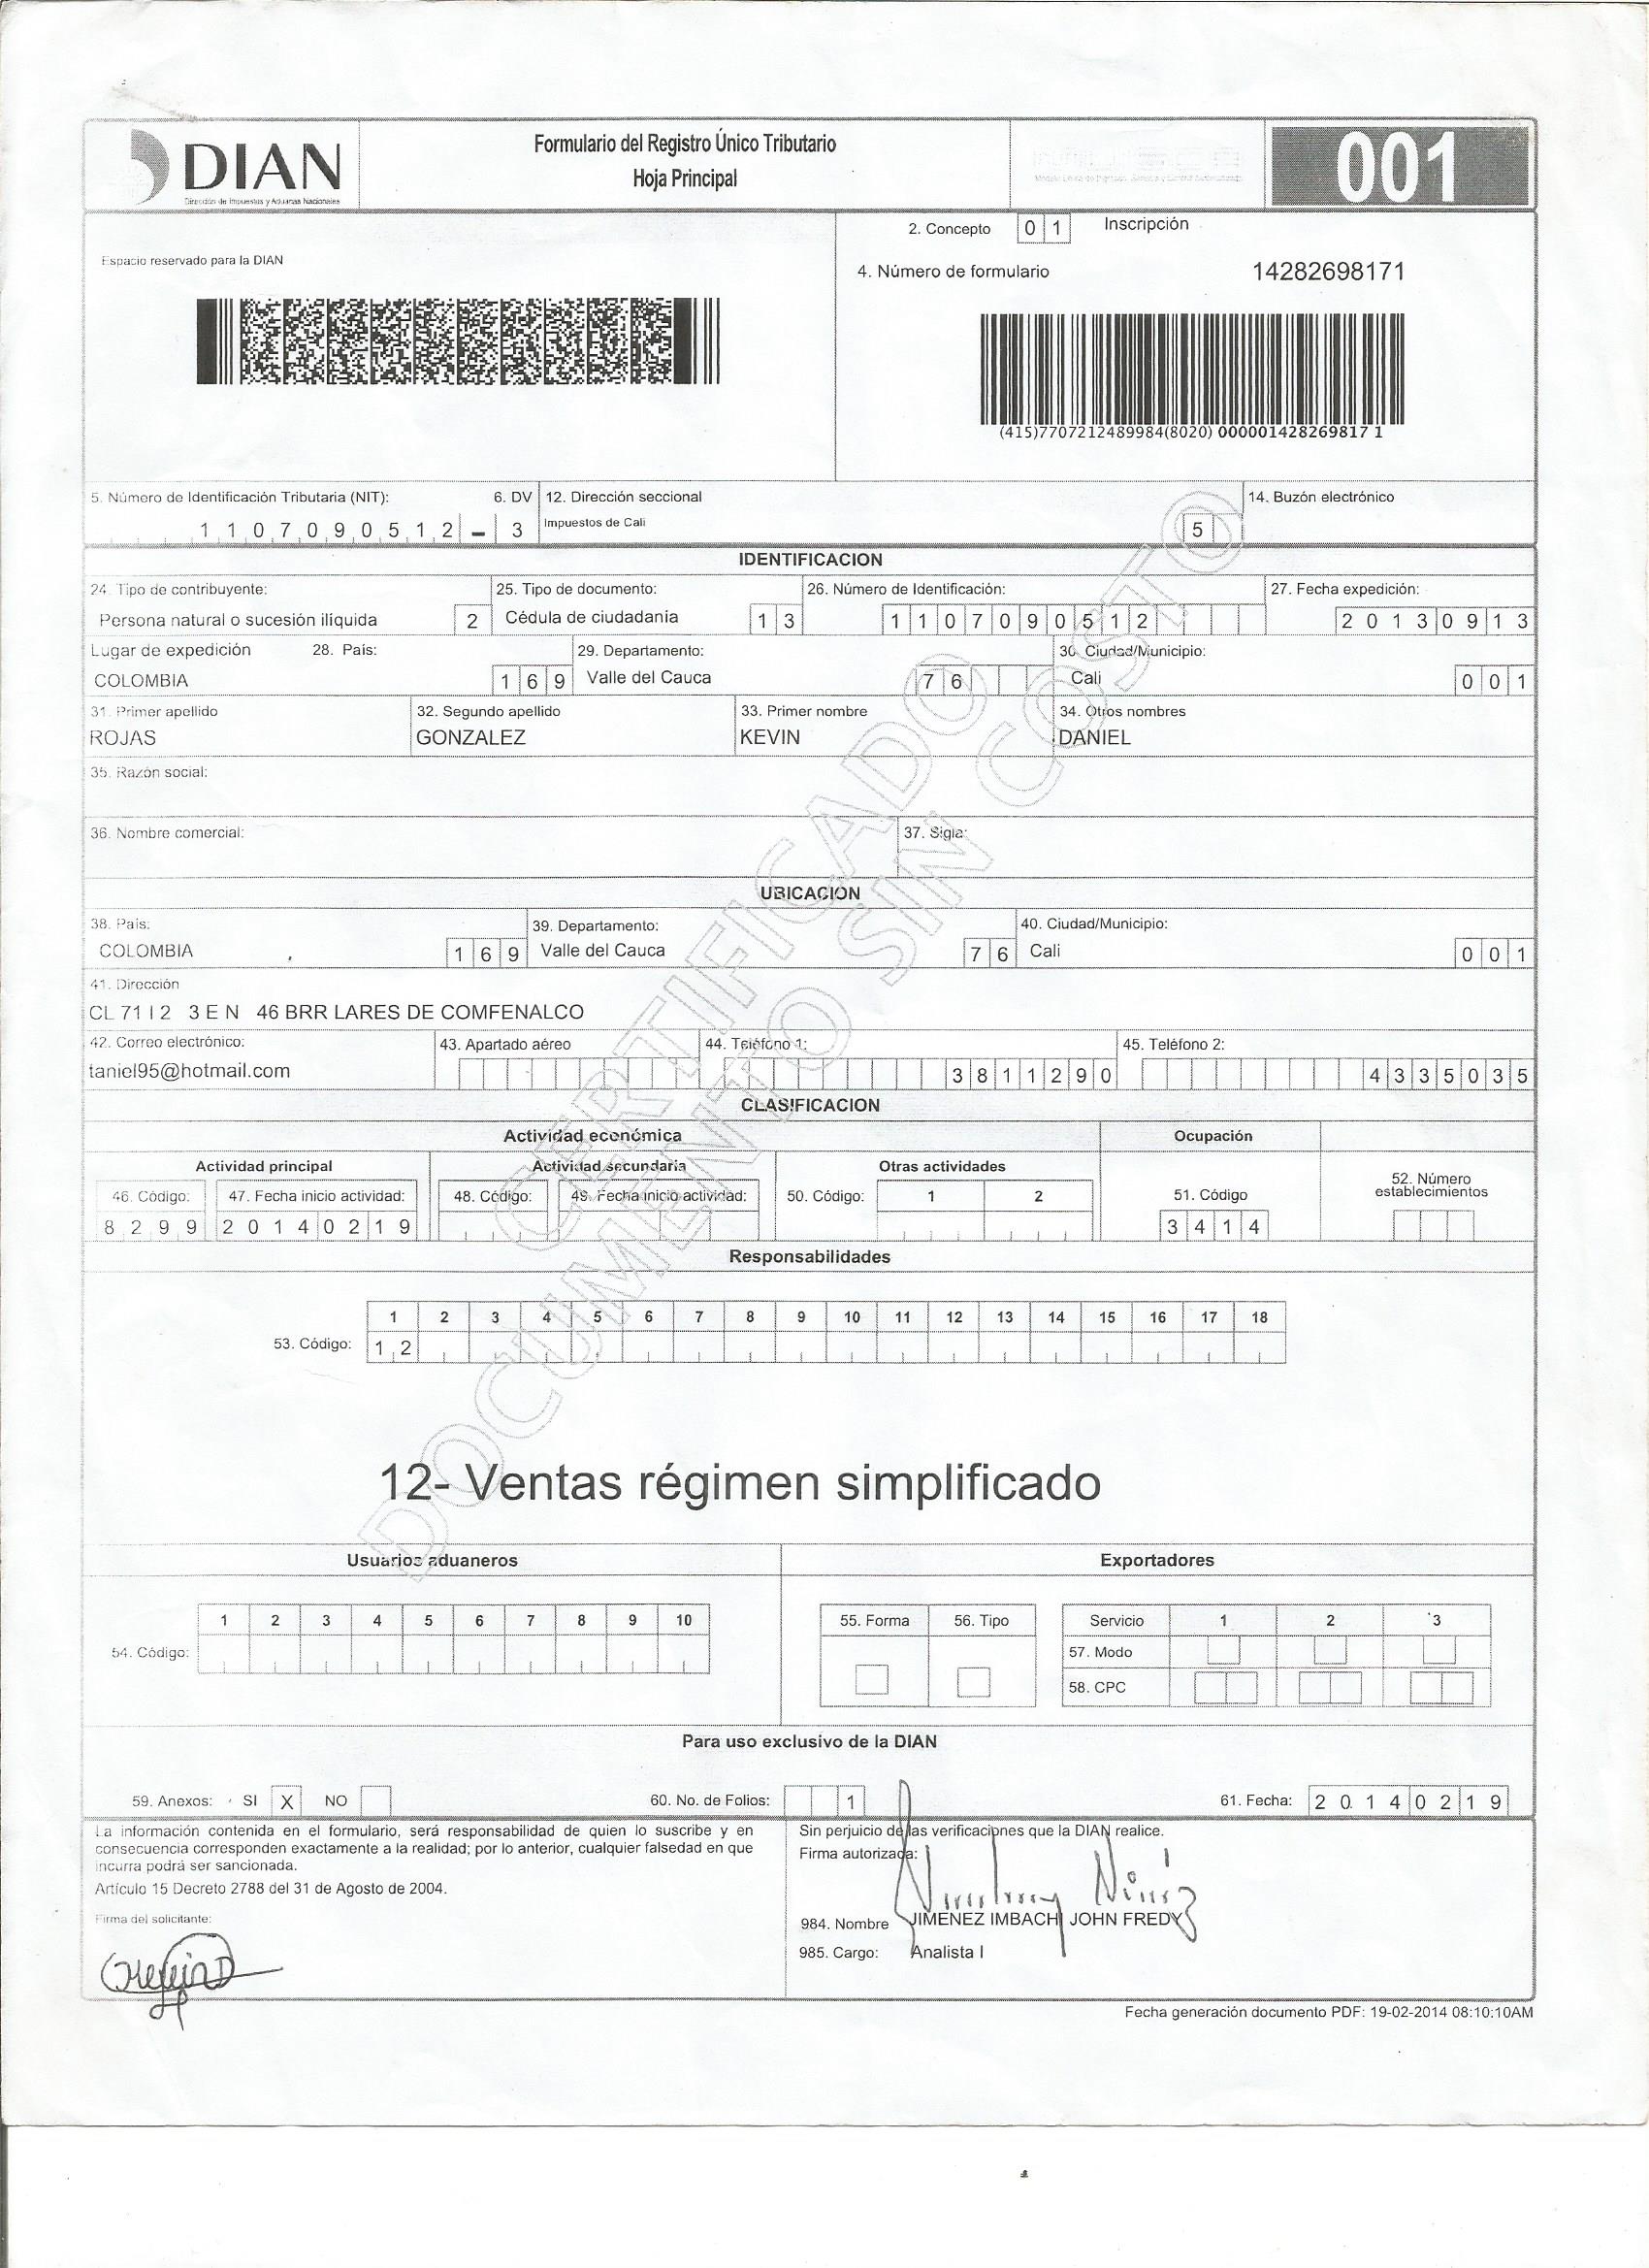 DIAN
Dirección de Impuestos y Aduanas Nacionales
Formulario del Registro Único Tributario
Hoja Principal
001
2. Concepto 0 1 Inscripción
Espacio reservado para la DIAN
4. Número de formulario 14282698171
(415)7707212489984(8020) 000001428269817 1
5. Número de Identificación Tributaria (NIT): 6. DV 12. Dirección seccional 14. Buzón electrónico
1 1 0 7 0 9 0 5 1 2 - 3 Impuestos de Cali 5
IDENTIFICACION
24. Tipo de contribuyente: 25. Tipo de documento: 26. Número de Identificación: 27. Fecha expedición:
Persona natural o sucesión ilíquida 2 Cédula de ciudadanía 1 3 1 1 0 7 0 9 0 5 1 2 2 0 1 3 0 9 1 3
Lugar de expedición 28. País: 29. Departamento: 30. Ciudad/Municipio:
COLOMBIA 1 6 9 Valle del Cauca 7 6 Cali 0 0 1
31. Primer apellido 32. Segundo apellido 33. Primer nombre 34. Otros nombres
ROJAS GONZALEZ KEVIN DANIEL
35. Razón social:
36. Nombre comercial: 37. Sigla:
UBICACION
38. País: 39. Departamento: 40. Ciudad/Municipio:
COLOMBIA 1 6 9 Valle del Cauca 7 6 Cali 0 0 1
41. Dirección
CL 71 I 2 3 E N 46 BRR LARES DE COMFENALCO
42. Correo electrónico: 43. Apartado aéreo 44. Teléfono 1: 45. Teléfono 2:
taniel95@hotmail.com 3 8 1 1 2 9 0 4 3 3 5 0 3 5
CLASIFICACION
Actividad económica Ocupación
Actividad principal Actividad secundaria Otras actividades 52. Número establecimientos
46. Código: 47. Fecha inicio actividad: 48. Código: 49. Fecha inicio actividad: 50. Código: 1 2 51. Código
8 2 9 9 2 0 1 4 0 2 1 9 3 4 1 4
Responsabilidades
1 2 3 4 5 6 7 8 9 10 11 12 13 14 15 16 17 18
53. Código: 1 2
12- Ventas régimen simplificado
CERTIFICADO
DOCUMENTO SIN COSTO
Usuarios aduaneros Exportadores
1 2 3 4 5 6 7 8 9 10 55. Forma 56. Tipo Servicio 1 2 3
54. Código: 57. Modo
58. CPC
Para uso exclusivo de la DIAN
59. Anexos: SI X NO 60. No. de Folios: 1 61. Fecha: 2 0 1 4 0 2 1 9
La información contenida en el formulario, será responsabilidad de quien lo suscribe y en
consecuencia corresponden exactamente a la realidad; por lo anterior, cualquier falsedad en que
incurra podrá ser sancionada.
Artículo 15 Decreto 2788 del 31 de Agosto de 2004.
Firma del solicitante:
Sin perjuicio de las verificaciones que la DIAN realice.
Firma autorizada:
984. Nombre JIMENEZ IMBACHI JOHN FREDY
985. Cargo: Analista I
Fecha generación documento PDF: 19-02-2014 08:10:10AM